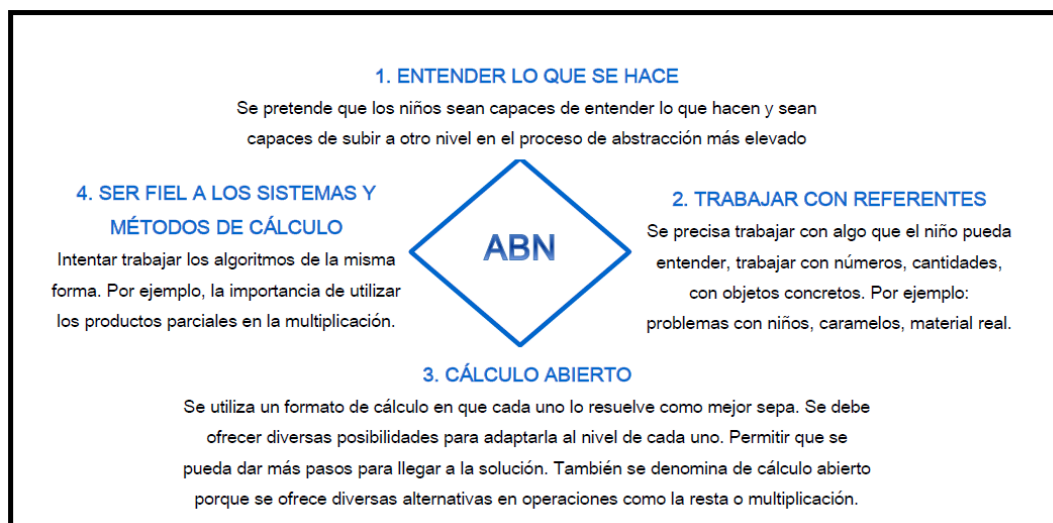 1. ENTENDER LO QUE SE HACE
Se pretende que los niños sean capaces de entender lo que hacen y sean
capaces de subir a otro nivel en el proceso de abstracción más elevado
4. SER FIEL A LOS SISTEMAS Y
MÉTODOS DE CÁLCULO
Intentar trabajar los algoritmos de la misma
forma. Por ejemplo, la importancia de utilizar
los productos parciales en la multiplicación.
ABN
2. TRABAJAR CON REFERENTES
Se precisa trabajar con algo que el niño pueda
entender, trabajar con números, cantidades,
con objetos concretos. Por ejemplo:
problemas con niños, caramelos, material real.
3. CÁLCULO ABIERTO
Se utiliza un formato de cálculo en que cada uno lo resuelve como mejor sepa. Se debe
ofrecer diversas posibilidades para adaptarla al nivel de cada uno. Permitir que se
pueda dar más pasos para llegar a la solución. También se denomina de cálculo abierto
porque se ofrece diversas alternativas en operaciones como la resta o multiplicación.